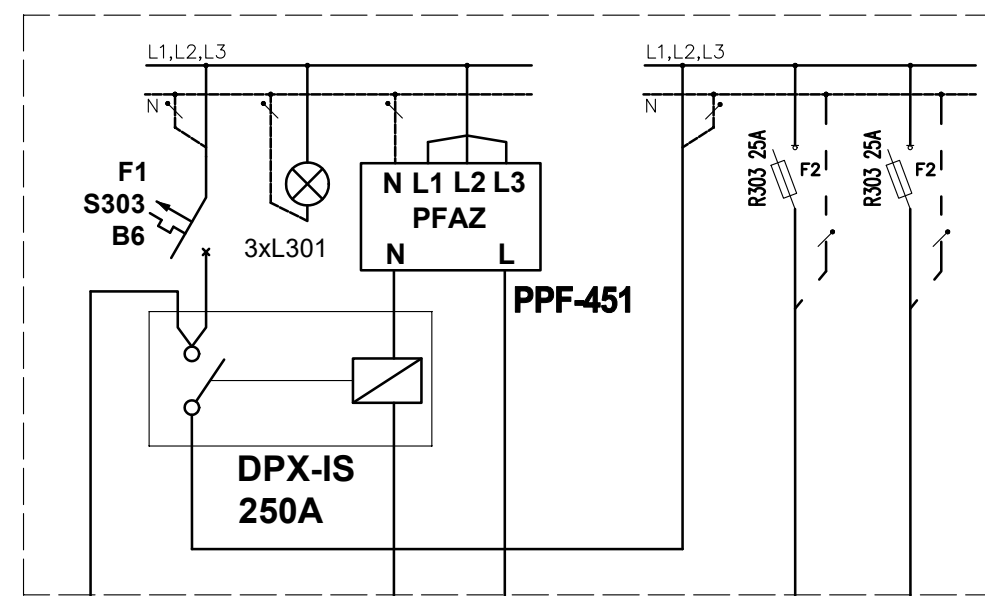 L1,L2,L3
N
F1
S303
B6
3xL301
N L1 L2 L3
PFAZ
N L
PPF-451
DPX-IS
250A
L1,L2,L3
N
R303 25A
F2
R303 25A
F2